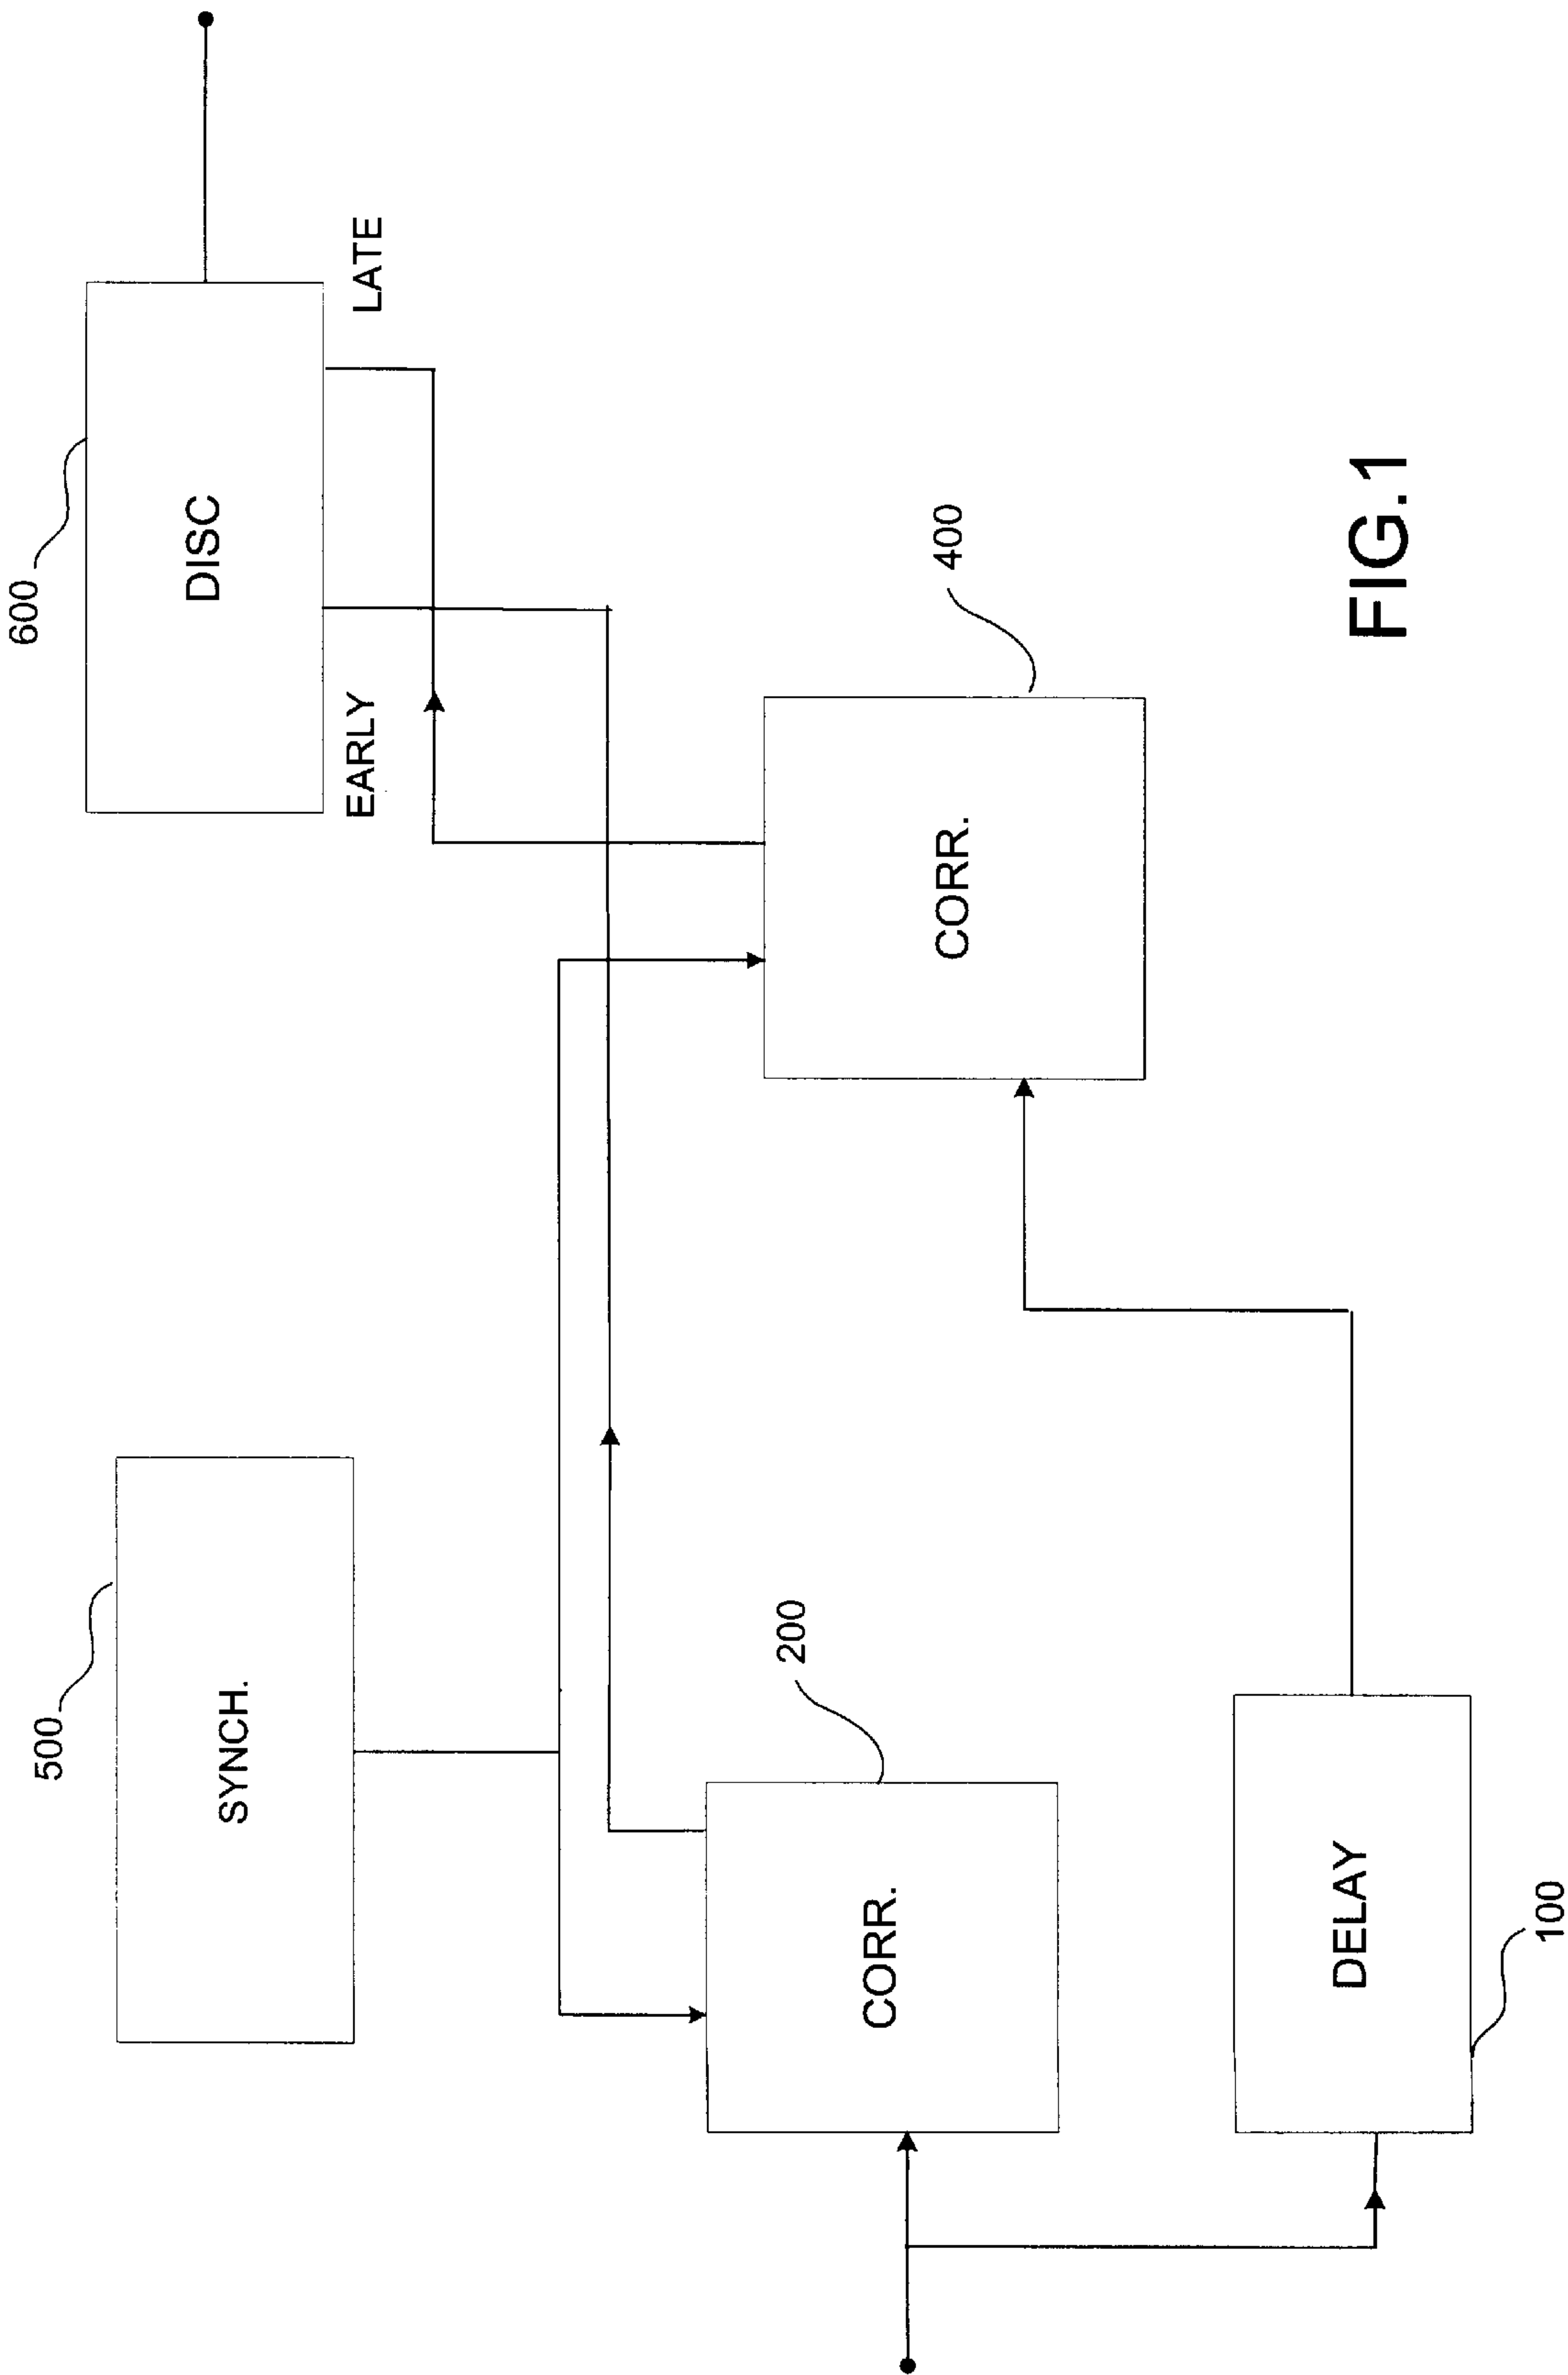 500
SYNCH.
600
DISC
EARLY
LATE
200
CORR.
400
CORR.
DELAY
100
FIG.1